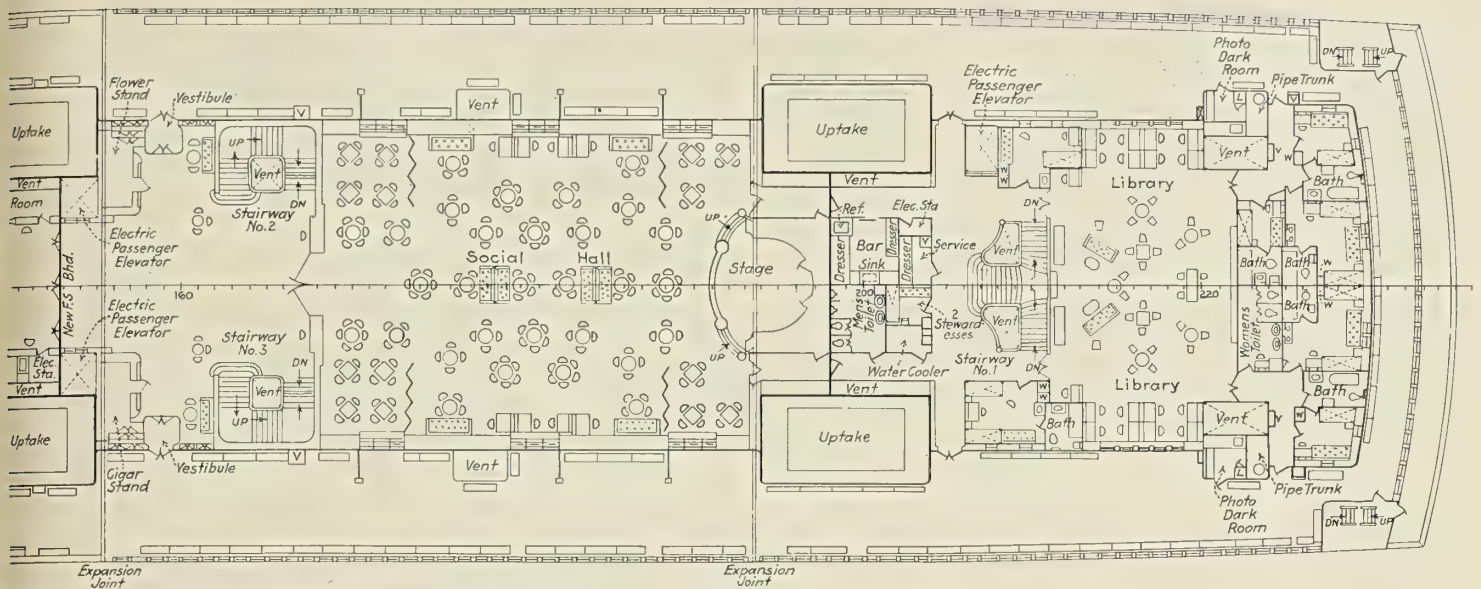 Uptake
Vent
Room
New F.S Bhd.
Elec.
Sta.
Vent
Uptake
Flower
Stand
Vestibule
UP
Vent
DN
Stairway
No.2
Electric
Passenger
Elevator
160
Electric
Passenger
Elevator
Stairway
No.3
DN
Vent
UP
Cigar
Stand
Vestibule
V
V
Expansion
Joint
Vent
Social Hall
Vent
UP
Stage
UP
Expansion
Joint
Uptake
Vent
Ref.
Elec. Sta
Dresser
Bar
Sink
Dresser
Dresser
V
Service
200
Mens
Toilet
2
Steward-
esses
Water Cooler
Vent
Uptake
Electric
Passenger
Elevator
W
W
DN
Vent
Vent
Stairway
No.1
DN
W
W
Bath
Library
220
Library
Photo
Dark
Room
Pipe Trunk
L
V
Vent
V
W
W
Bath
Bath
Bath
W
Bath
W
Womens
Toilet
Bath
Vent
V
W
L
Pipe Trunk
Photo
Dark
Room
DN
UP
DN
UP